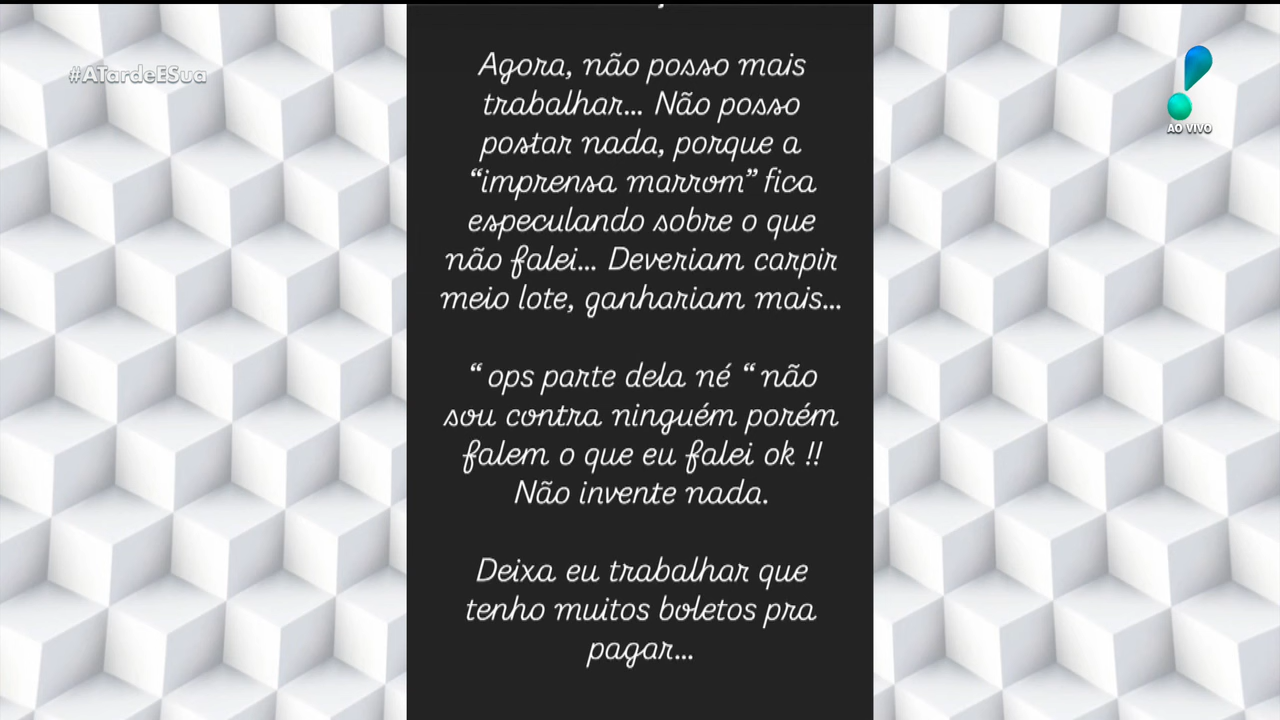 #ATardeESua
AO VIVO
Agora, não posso mais
trabalhar... Não posso
postar nada, porque a
“imprensa marrom” fica
especulando sobre o que
não falei... Deveriam carpir
meio lote, ganhariam mais...
“ ops parte dela né “ não
sou contra ninguém porém
falem o que eu falei ok !!
Não invente nada.
Deixa eu trabalhar que
tenho muitos boletos pra
pagar...